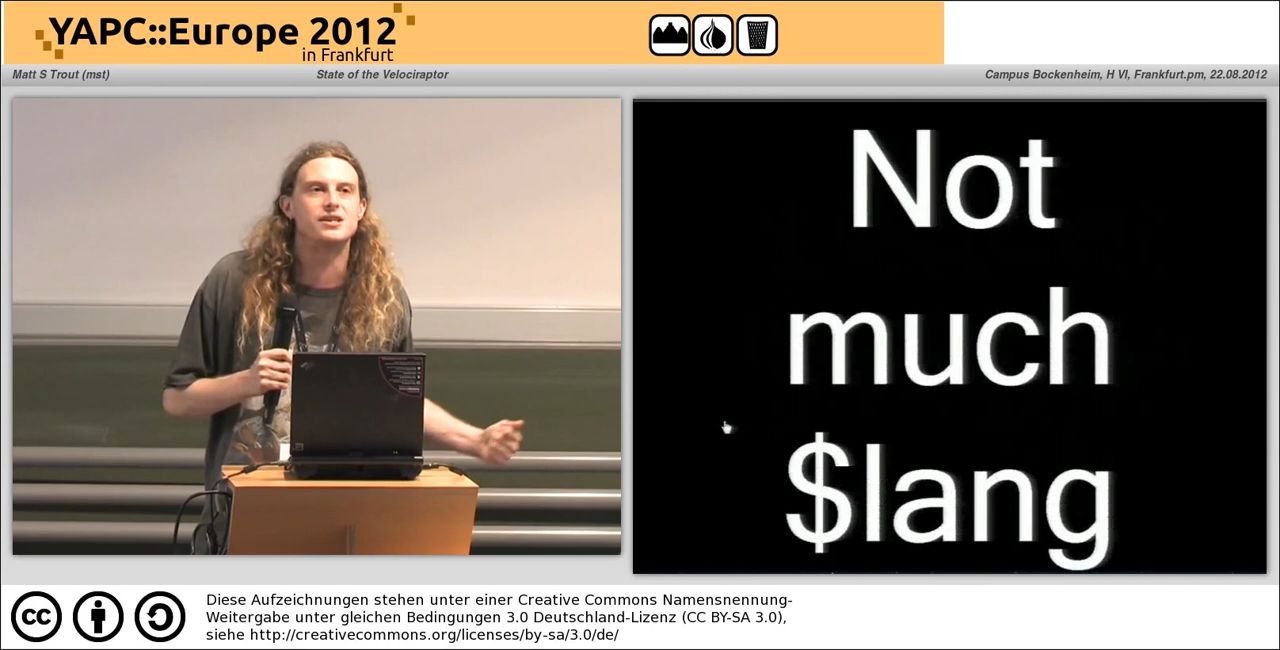 YAPC::Europe 2012
in Frankfurt
Matt S Trout (mst)
State of the Velociraptor
Campus Bockenheim, H VI, Frankfurt.pm, 22.08.2012
Not
much
$lang
cc
Diese Aufzeichnungen stehen unter einer Creative Commons Namensnennung-
Weitergabe unter gleichen Bedingungen 3.0 Deutschland-Lizenz (CC BY-SA 3.0),
siehe http://creativecommons.org/licenses/by-sa/3.0/de/